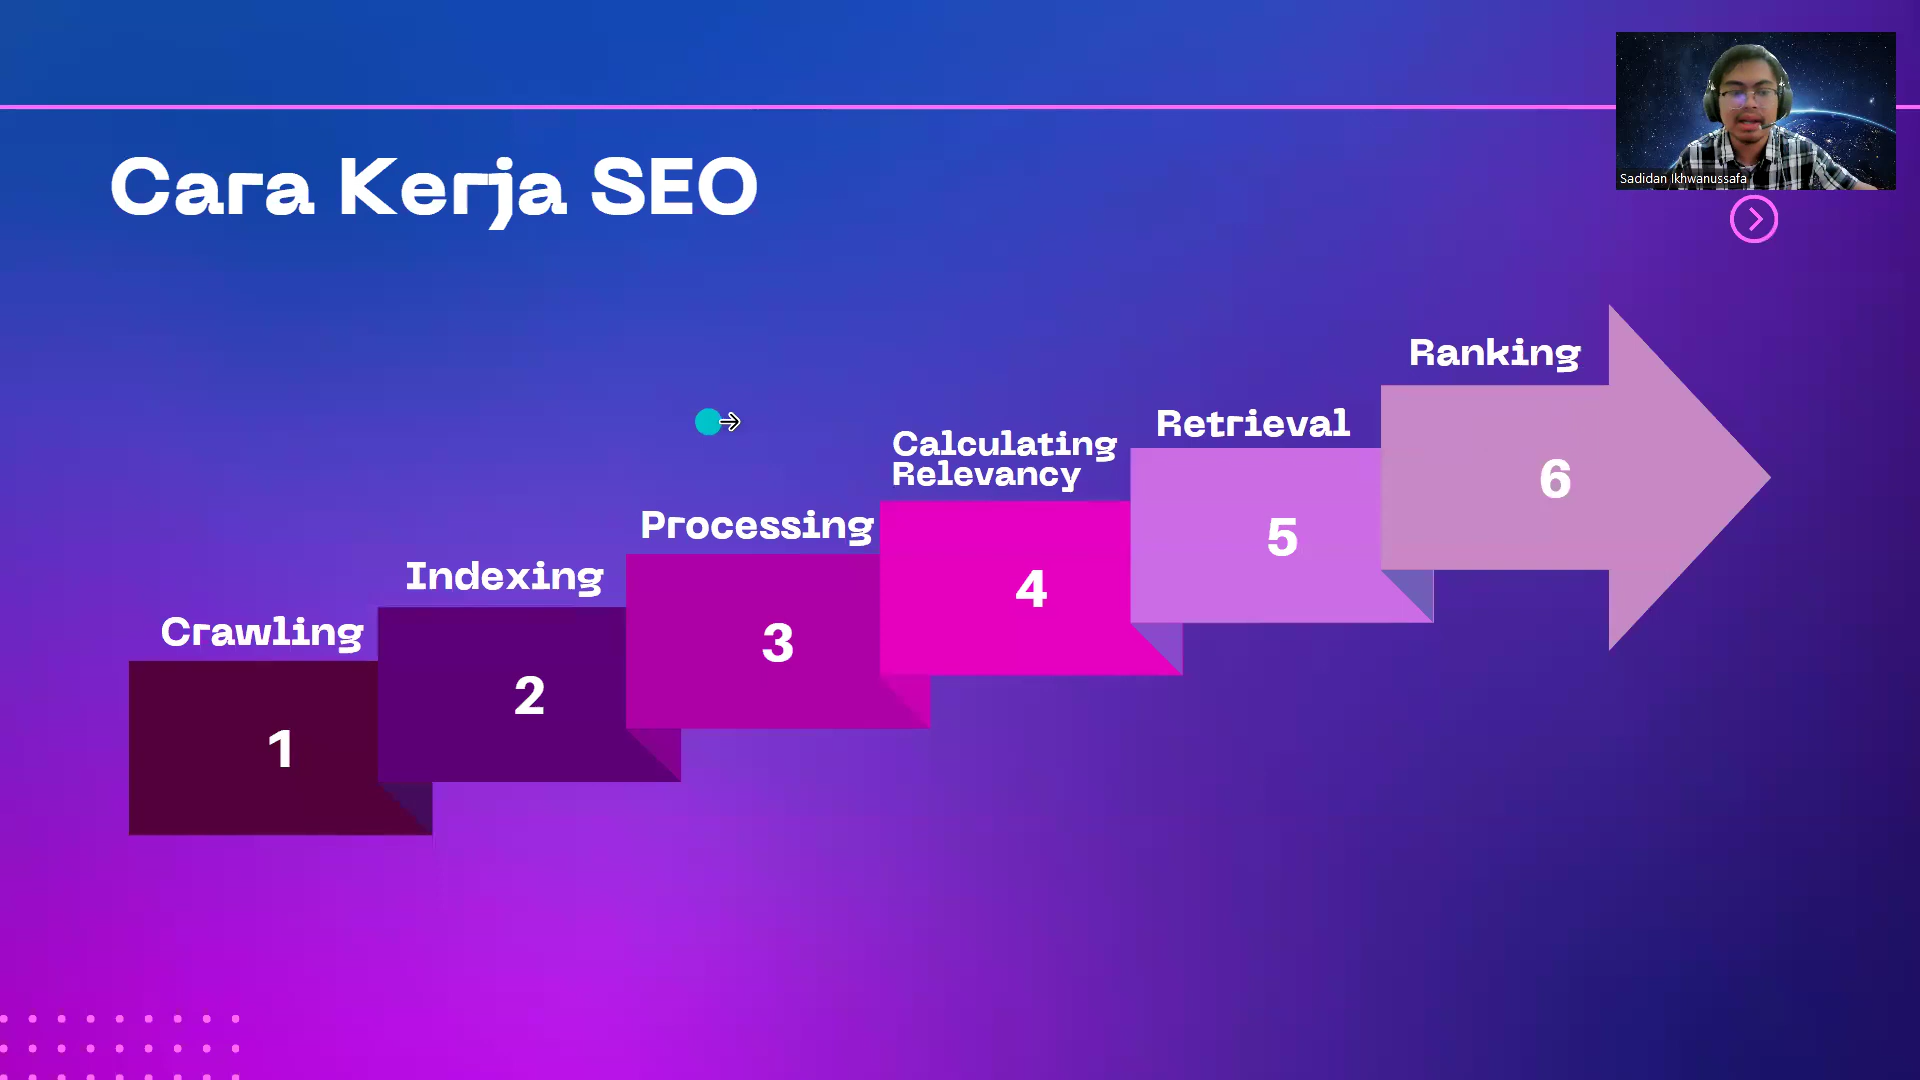 Cara Kerja SEO
Sadidan Ikhwanussafa
Crawling
1
Indexing
2
Processing
3
Calculating
Relevancy
4
Retrieval
5
Ranking
6